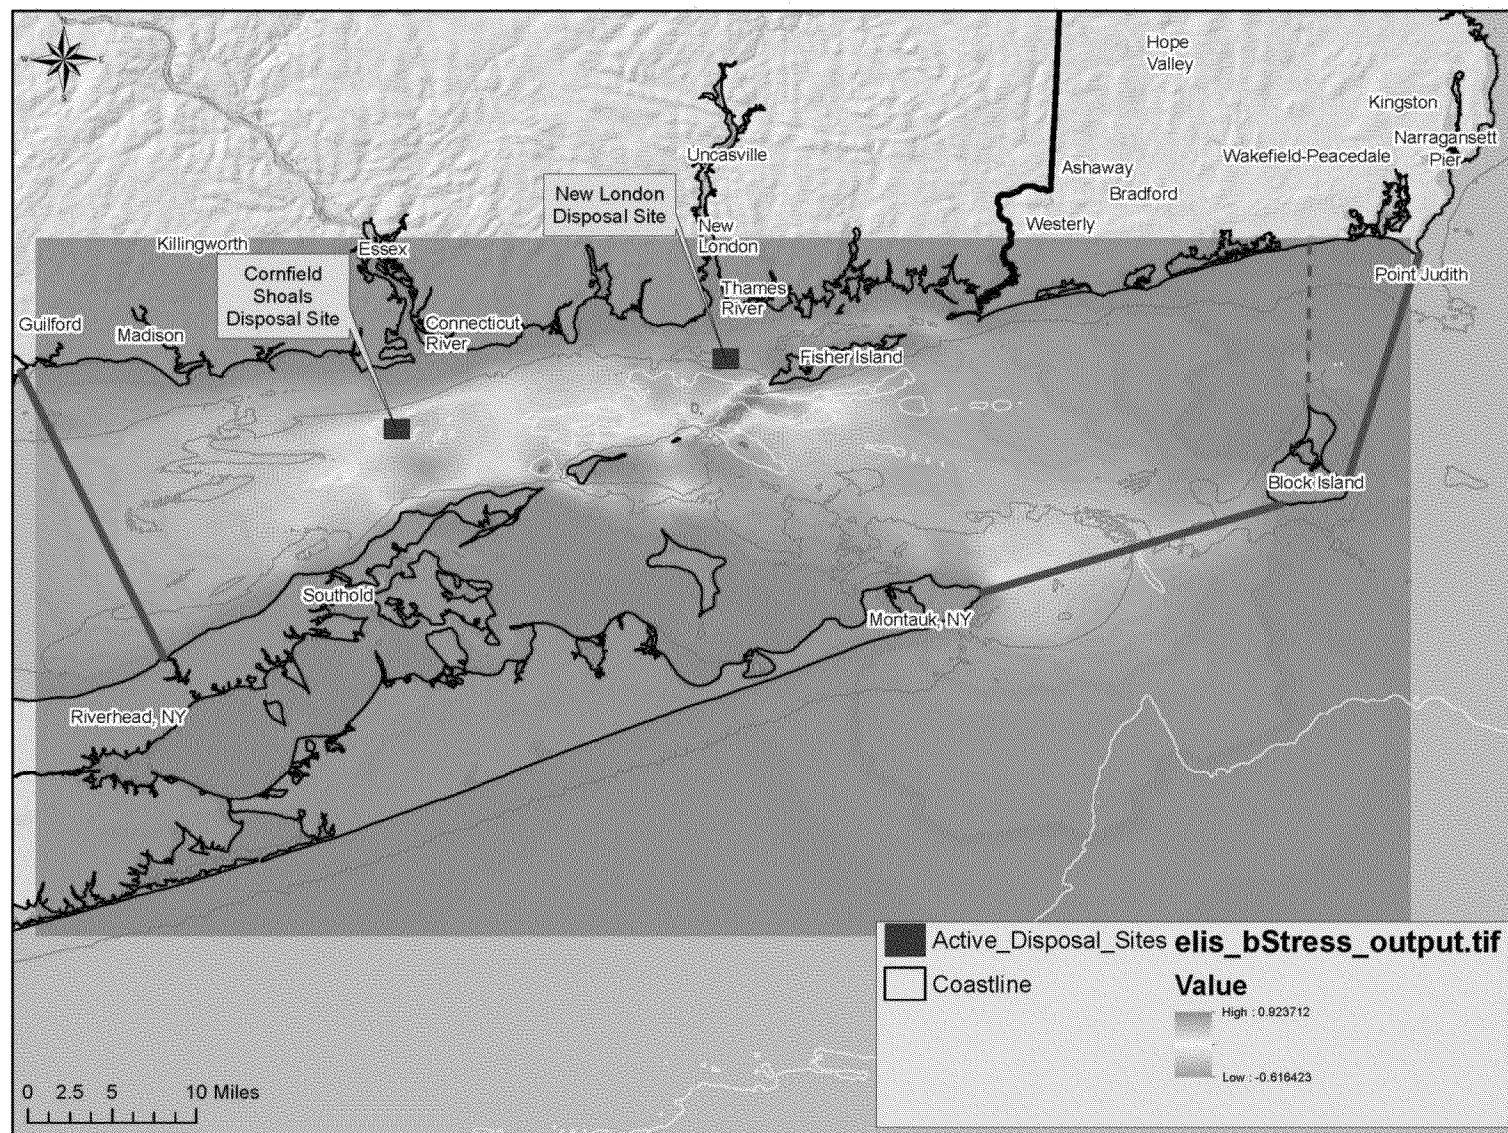 Hope
Valley
Kingston
Narragansett
Pier
Wakefield-Peacedale
Uncasville
Ashaway
Bradford
New London
Disposal Site
Westerly
New
London
Killingworth
Essex
Cornfield
Shoals
Disposal Site
Point Judith
Thames
River
Guilford
Madison
Connecticut
River
Fisher Island
Block Island
Southold
Montauk, NY
Riverhead, NY
Active_Disposal_Sites
Coastline
elis_bStress_output.tif
Value
High : 0.923712
Low : -0.616423
0 2.5 5 10 Miles